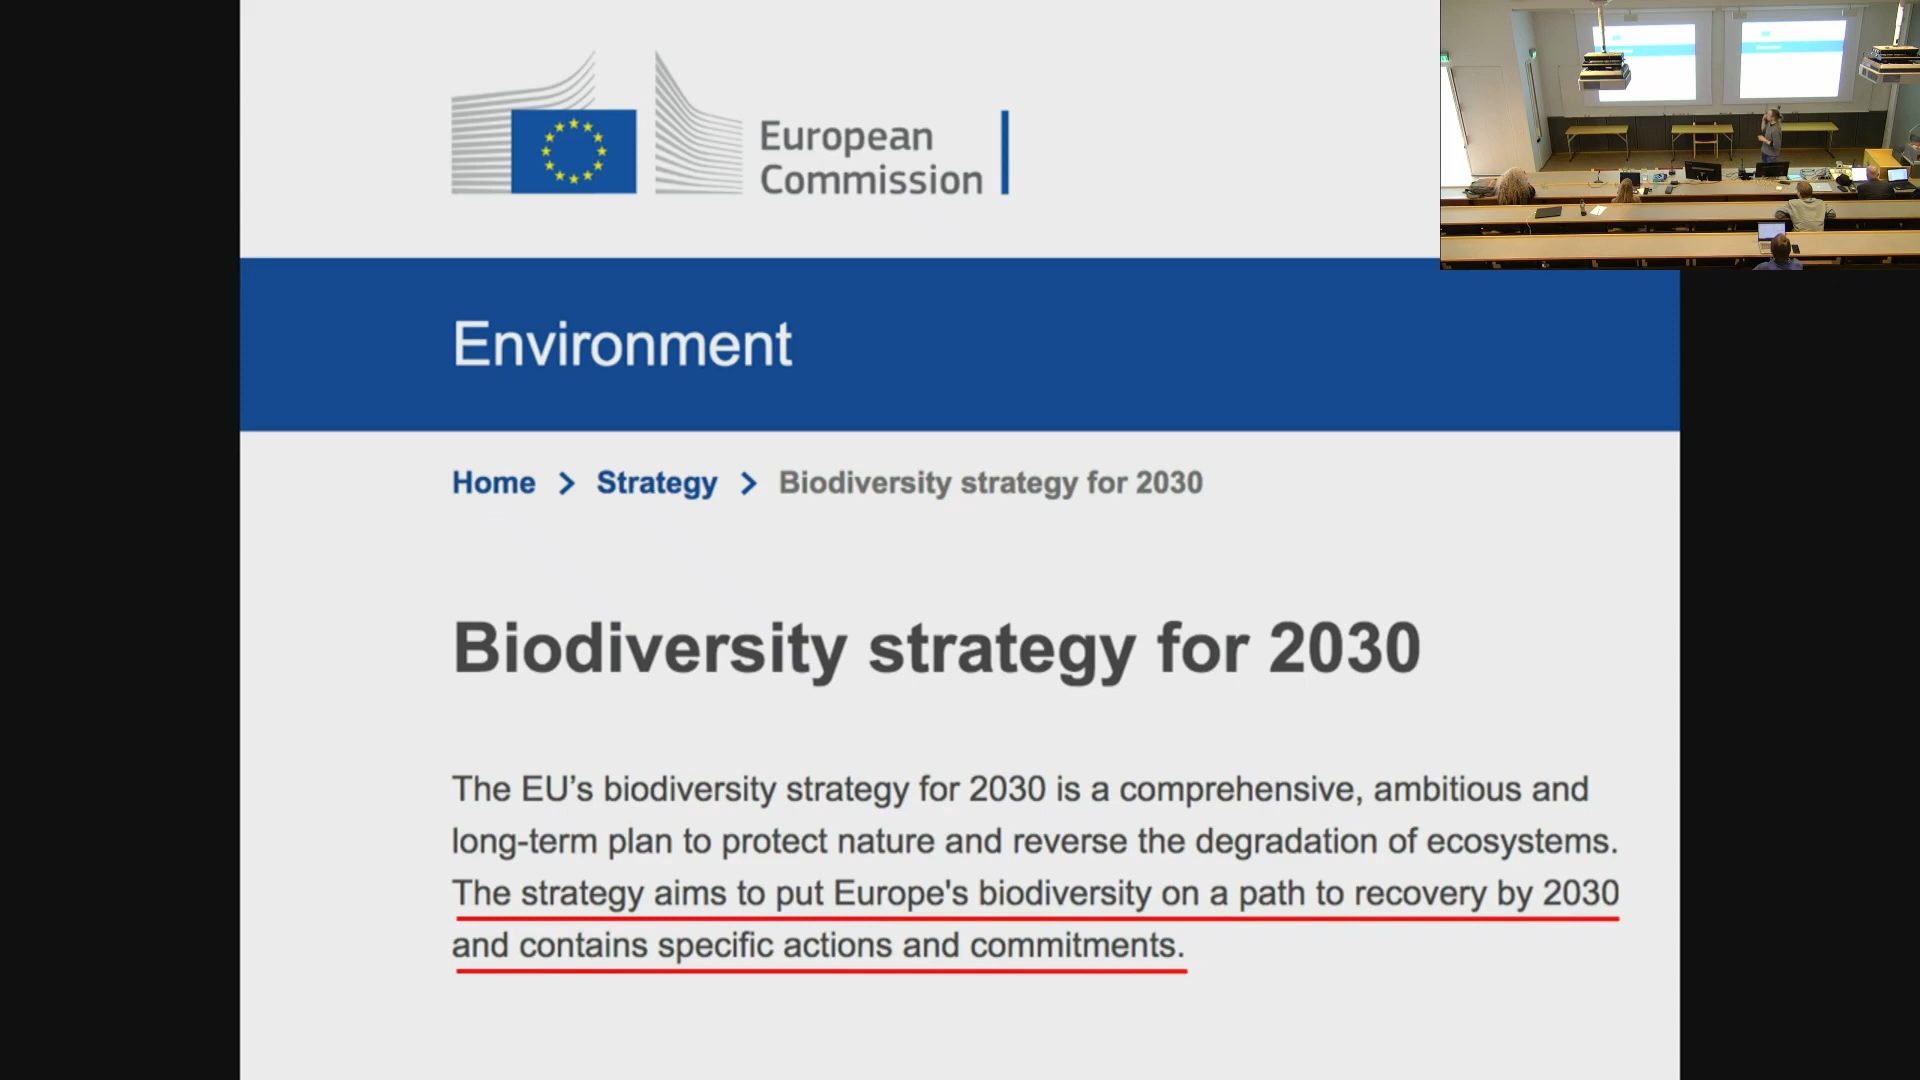 European
Commission
Environment
Home > Strategy > Biodiversity strategy for 2030
Biodiversity strategy for 2030
The EU’s biodiversity strategy for 2030 is a comprehensive, ambitious and
long-term plan to protect nature and reverse the degradation of ecosystems.
The strategy aims to put Europe's biodiversity on a path to recovery by 2030
and contains specific actions and commitments.